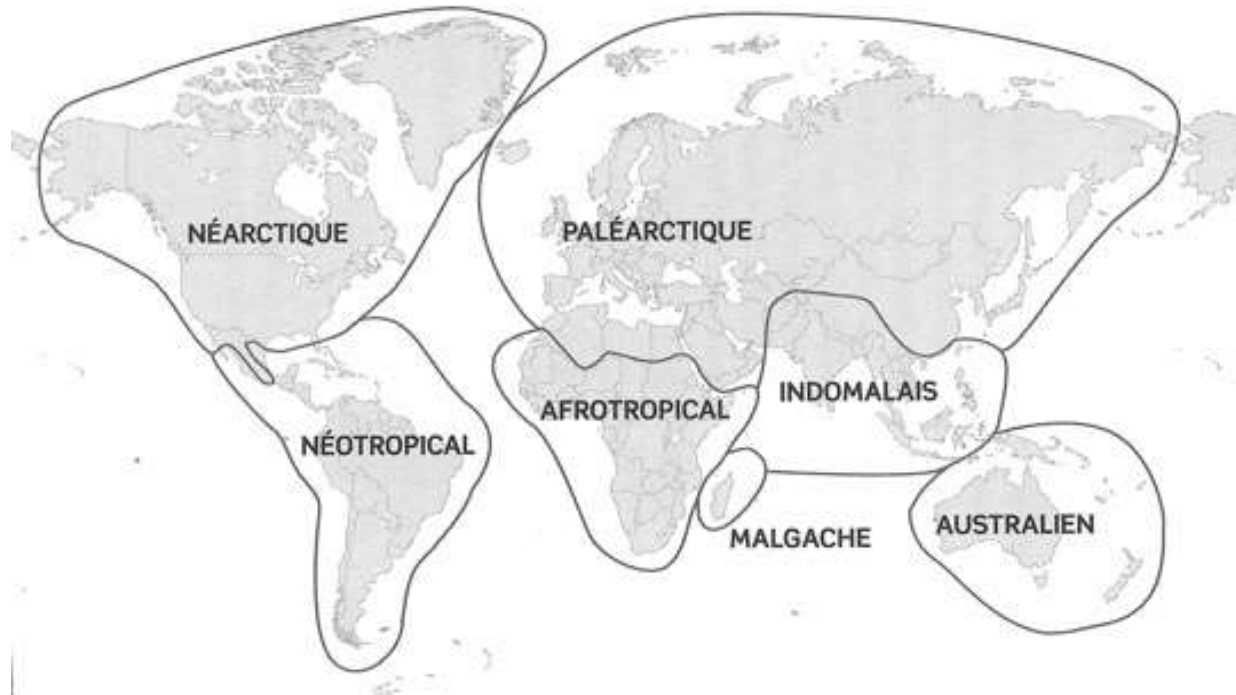 NÉARCTIQUE
PALÉARCTIQUE
INDOMALAIS
AFROTROPICAL
NÉOTROPICAL
AUSTRALIEN
MALGACHE